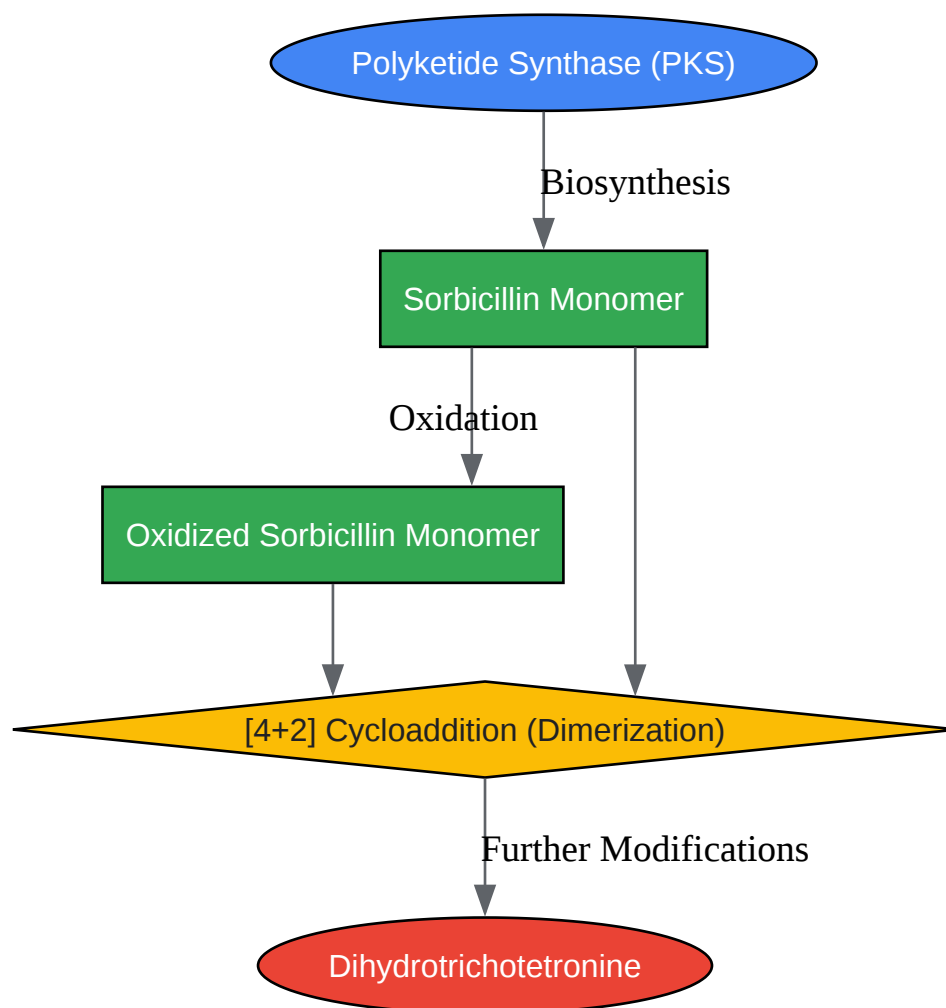 Polyketide Synthase (PKS)
Biosynthesis
Sorbicillin Monomer
Oxidation
Oxidized Sorbicillin Monomer
[4+2] Cycloaddition (Dimerization)
Further Modifications
Dihydrotrichotetronine